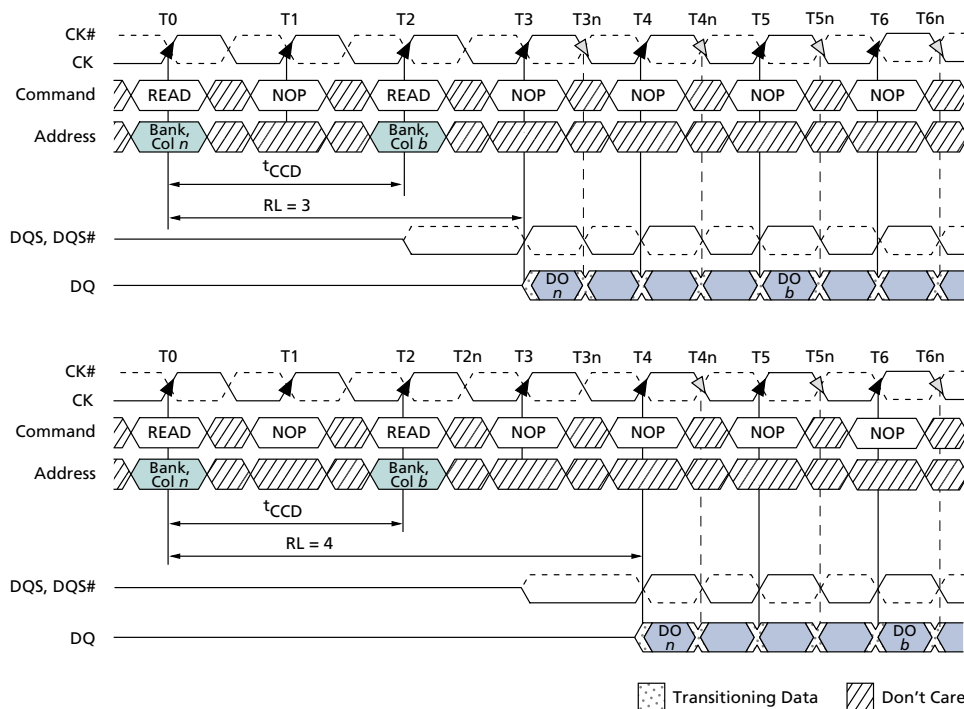 T0 T1 T2 T3 T3n T4 T4n T5 T5n T6 T6n
CK#
CK
Command READ NOP READ NOP NOP NOP NOP
Address Bank, Col n Bank, Col b
tCCD
RL = 3
DQS, DQS#
DQ DO n DO b
T0 T1 T2 T2n T3 T3n T4 T4n T5 T5n T6 T6n
CK#
CK
Command READ NOP READ NOP NOP NOP NOP
Address Bank, Col n Bank, Col b
tCCD
RL = 4
DQS, DQS#
DQ DO n DO b
Transitioning Data Don't Care